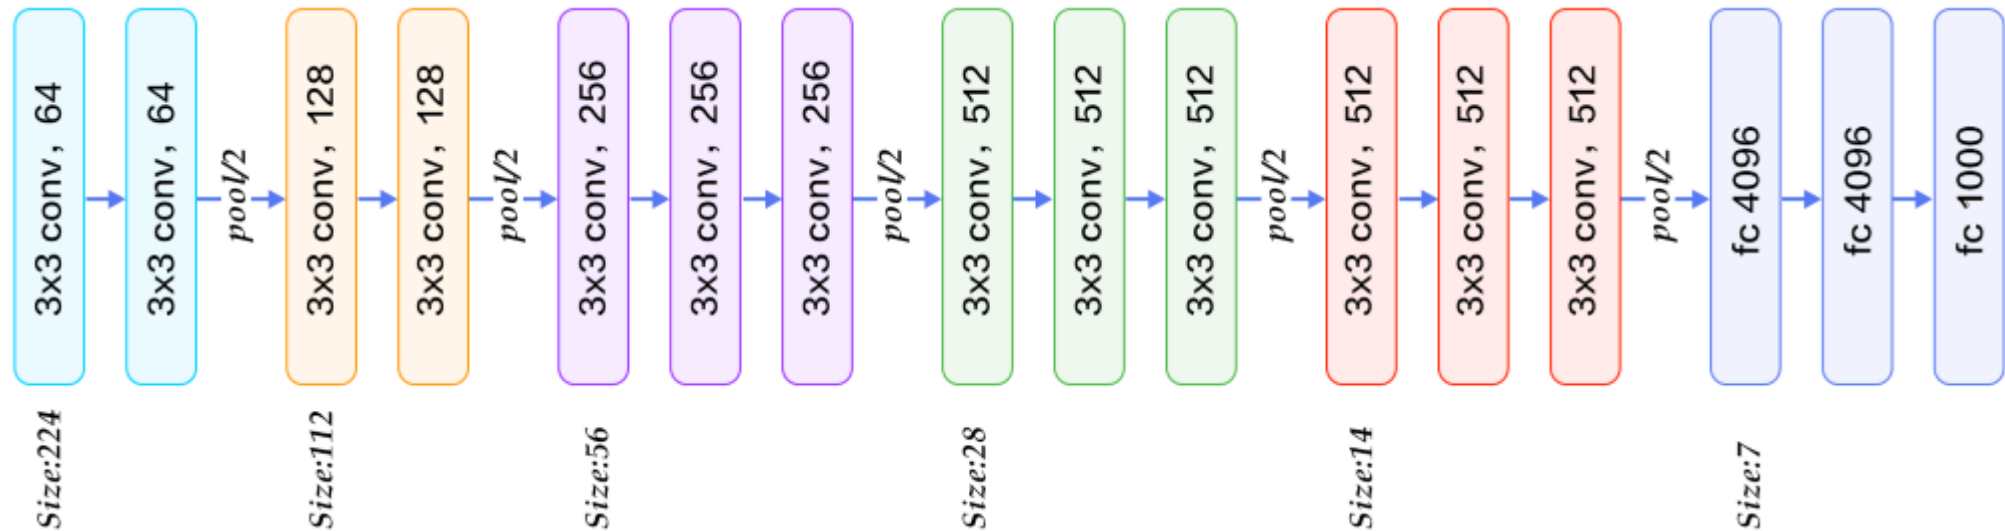 3x3 conv, 64
3x3 conv, 64
pool/2
3x3 conv, 128
3x3 conv, 128
pool/2
3x3 conv, 256
3x3 conv, 256
3x3 conv, 256
pool/2
3x3 conv, 512
3x3 conv, 512
3x3 conv, 512
pool/2
3x3 conv, 512
3x3 conv, 512
3x3 conv, 512
pool/2
fc 4096
fc 4096
fc 1000
Size:224
Size:112
Size:56
Size:28
Size:14
Size:7